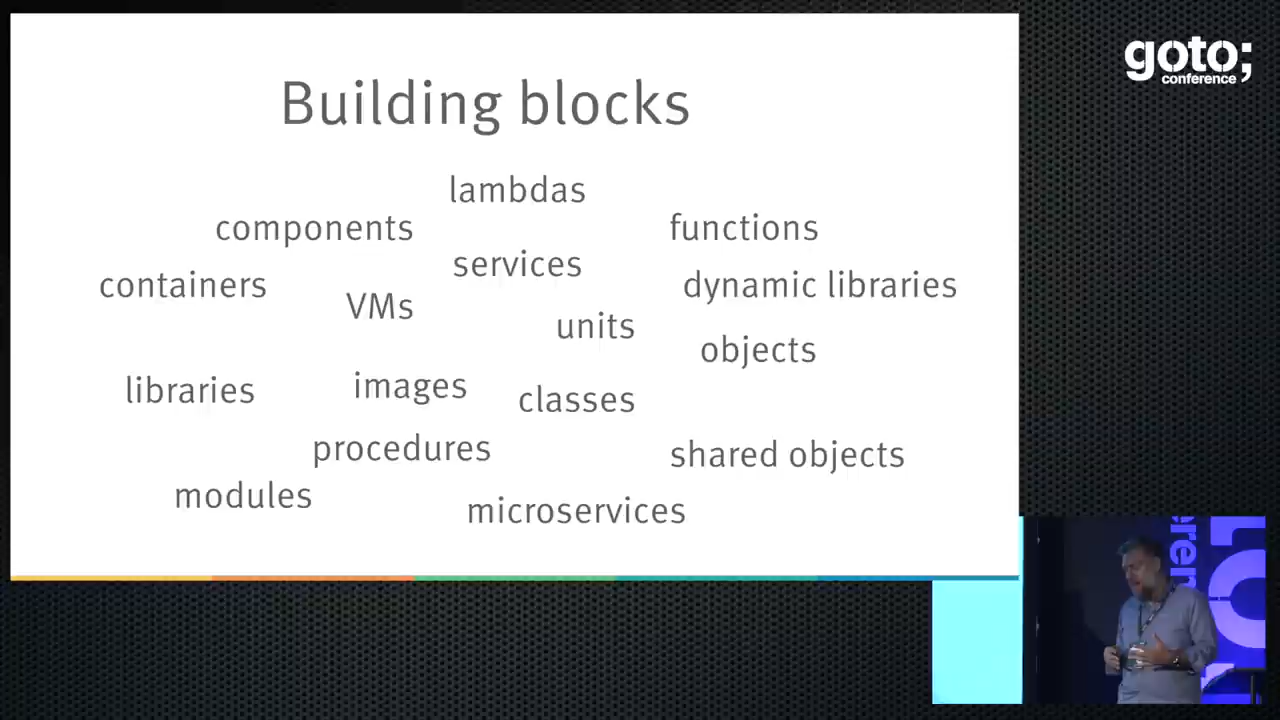 goto;
conference
Building blocks
lambdas
components
functions
services
containers
dynamic libraries
VMs
units
objects
libraries
images
classes
procedures
shared objects
modules
microservices